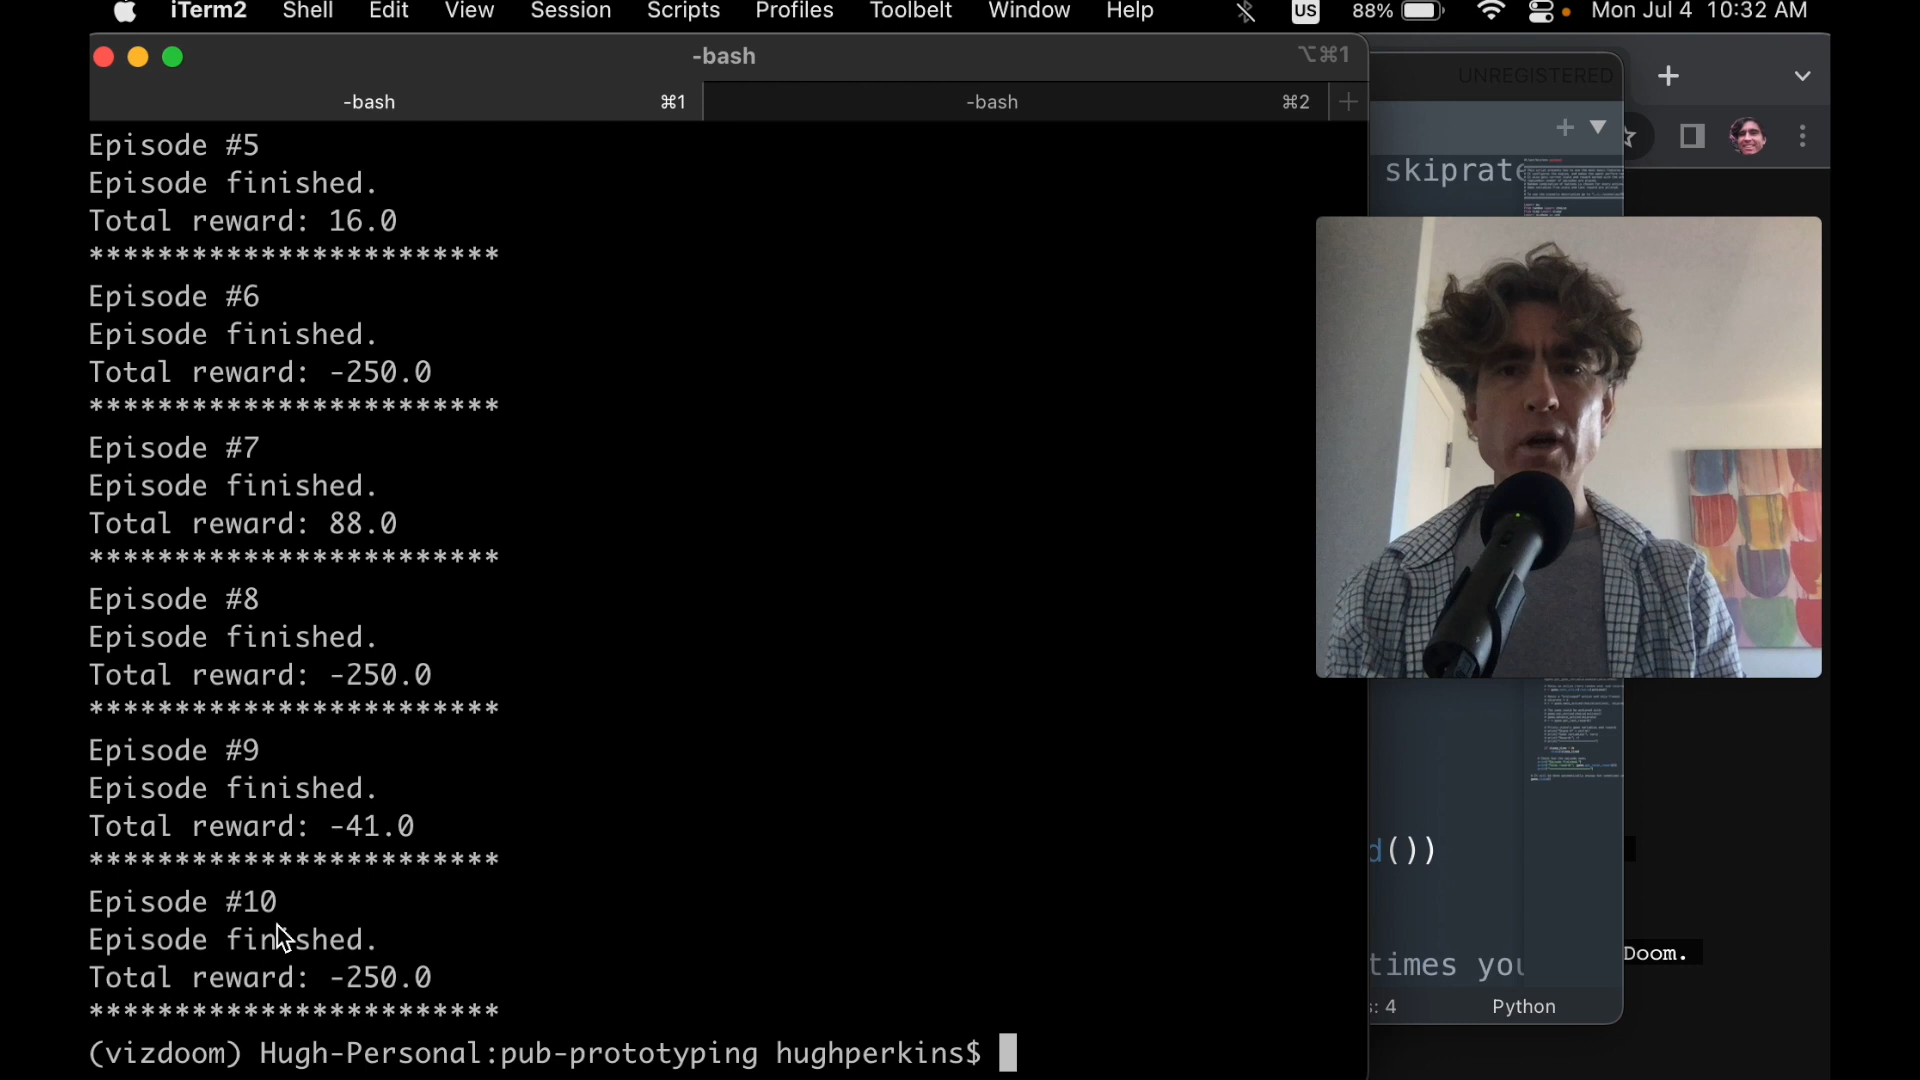 iTerm2 Shell Edit View Session Scripts Profiles Toolbelt Window Help US 88% Mon Jul 4 10:32 AM
-bash ⌥⌘1
UNREGISTERED
-bash ⌘1 -bash ⌘2
Episode #5
Episode finished.
skiprate
Total reward: 16.0
************************
Episode #6
Episode finished.
Total reward: -250.0
************************
Episode #7
Episode finished.
Total reward: 88.0
************************
Episode #8
Episode finished.
Total reward: -250.0
************************
Episode #9
Episode finished.
Total reward: -41.0
d())
************************
Episode #10
Episode finished.
times you
Doom.
Total reward: -250.0
: 4 Python
************************
(vizdoom) Hugh-Personal:pub-prototyping hughperkins$